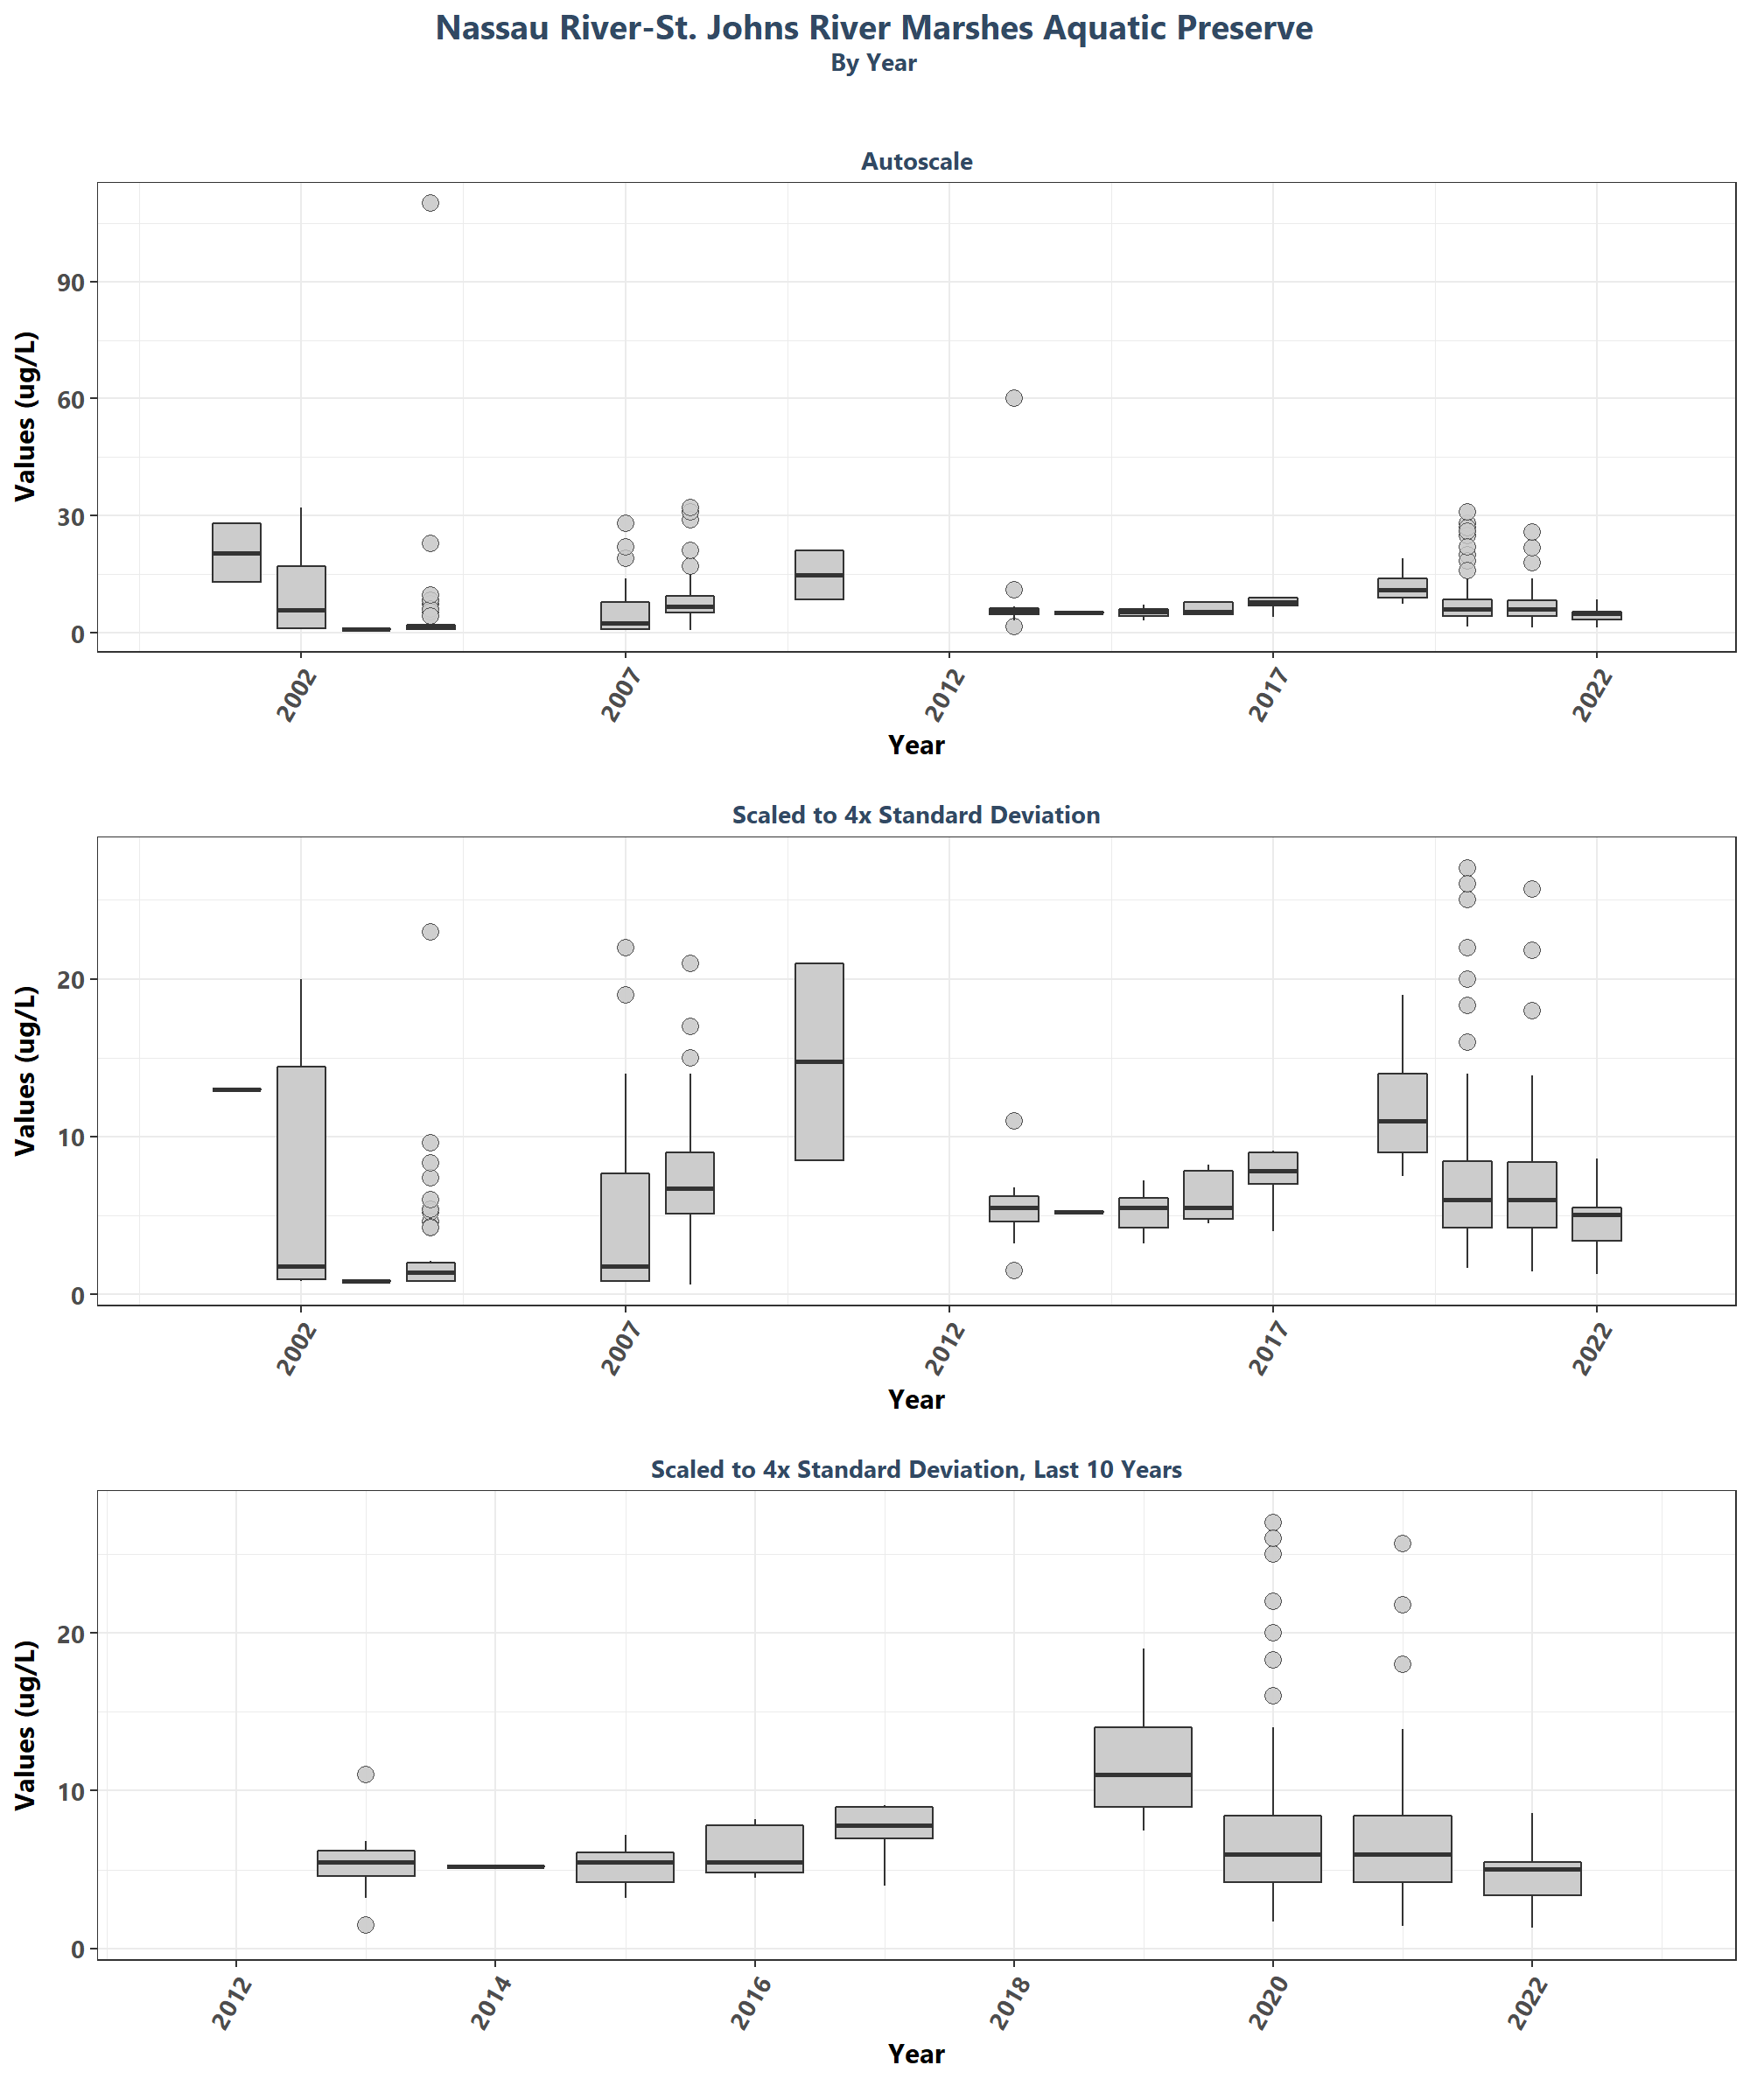 Nassau River-St. Johns River Marshes Aquatic Preserve
By Year
Autoscale
Values (ug/L)
90
60
30
0
2002
2007
2012
2017
2022
Year
Scaled to 4x Standard Deviation
Values (ug/L)
20
10
0
2002
2007
2012
2017
2022
Year
Scaled to 4x Standard Deviation, Last 10 Years
Values (ug/L)
20
10
0
2012
2014
2016
2018
2020
2022
Year